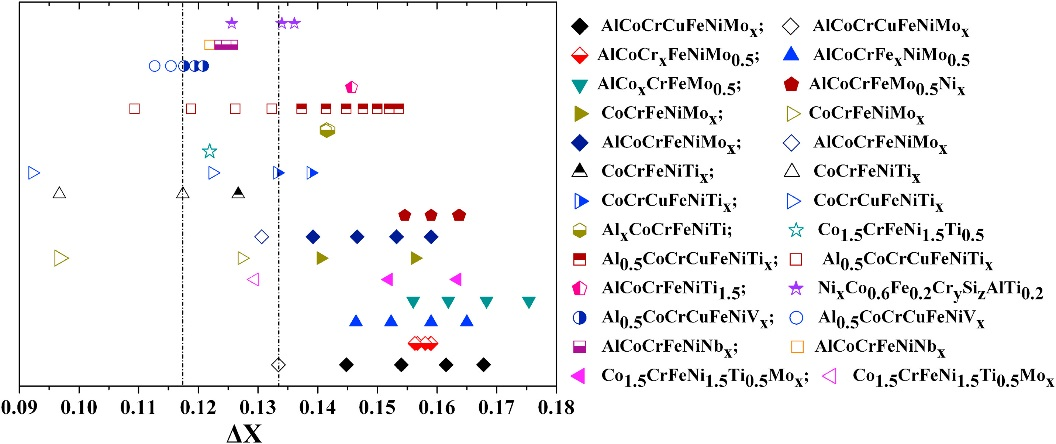 AlCoCrCuFeNiMoₓ; AlCoCrCuFeNiMoₓ
AlCoCrₓFeNiMo₀.₅; AlCoCrFeₓNiMo₀.₅
AlCoₓCrFeMo₀.₅; AlCoCrFeMo₀.₅Niₓ
CoCrFeNiMoₓ; CoCrFeNiMoₓ
AlCoCrFeNiMoₓ; AlCoCrFeNiMoₓ
CoCrFeNiTiₓ; CoCrFeNiTiₓ
CoCrCuFeNiTiₓ; CoCrCuFeNiTiₓ
AlₓCoCrFeNiTi; Co₁.₅CrFeNi₁.₅Ti₀.₅
Al₀.₅CoCrCuFeNiTiₓ; Al₀.₅CoCrCuFeNiTiₓ
AlCoCrFeNiTi₁.₅; NiₓCo₀.₆Fe₀.₂CrᵧSi_zAlTi₀.₂
Al₀.₅CoCrCuFeNiVₓ; Al₀.₅CoCrCuFeNiVₓ
AlCoCrFeNiNbₓ; AlCoCrFeNiNbₓ
Co₁.₅CrFeNi₁.₅Ti₀.₅Moₓ; Co₁.₅CrFeNi₁.₅Ti₀.₅Moₓ
0.09 0.10 0.11 0.12 0.13 0.14 0.15 0.16 0.17 0.18
ΔX